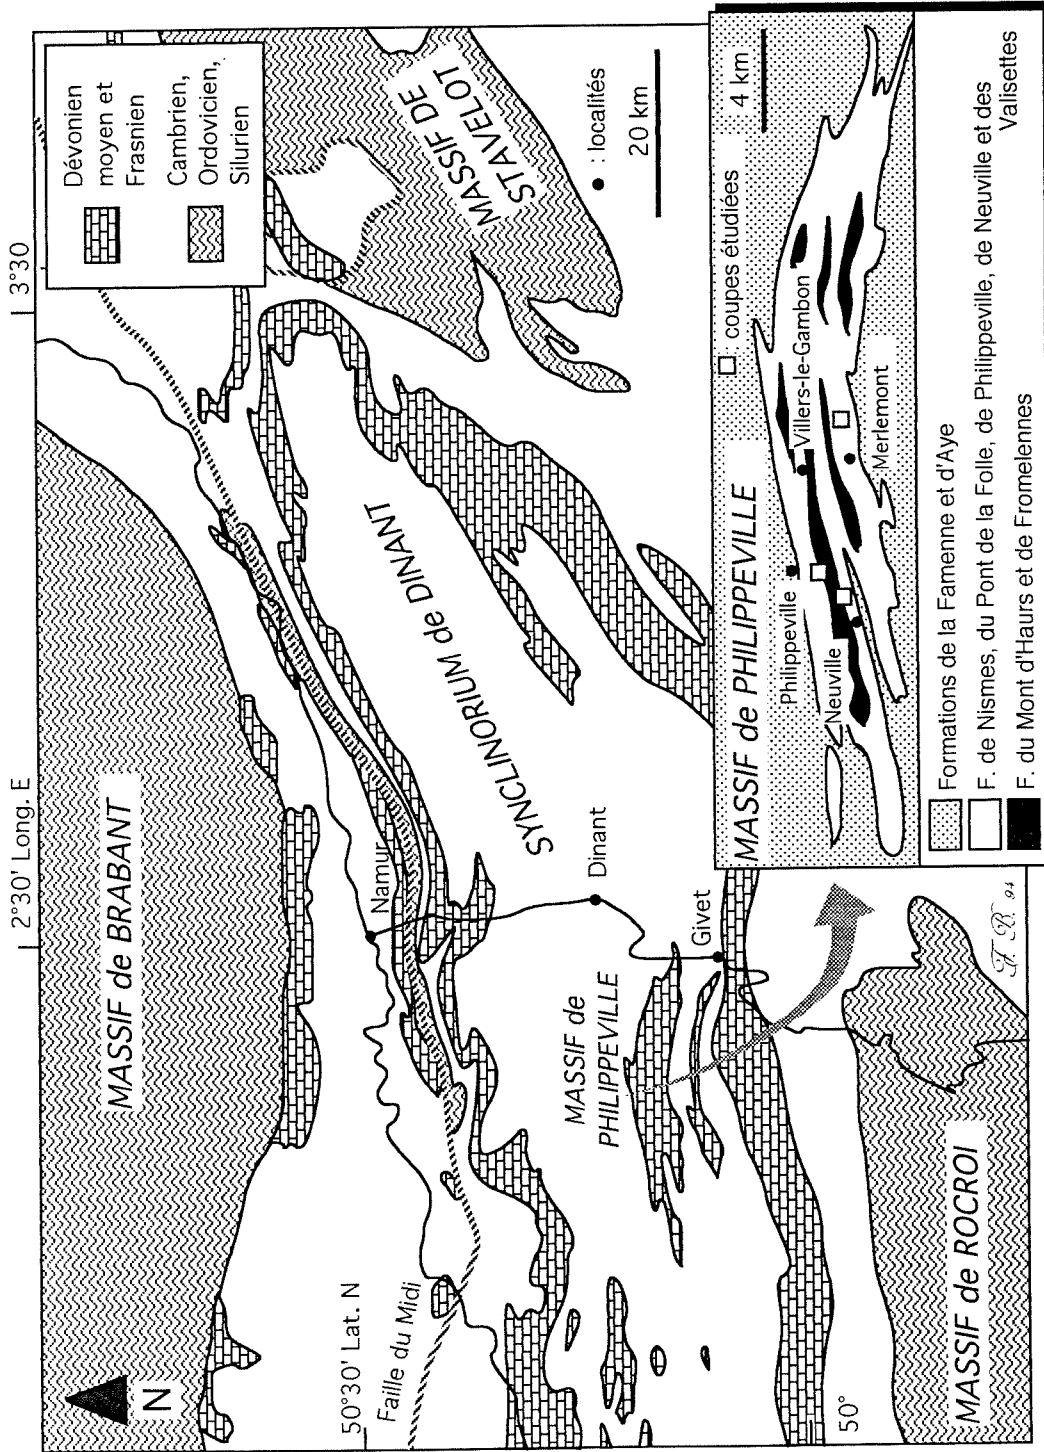 3°30
2°30' Long. E
Dévonien
moyen et
Frasnien
Cambrien,
Ordovicien,
Silurien
MASSIF de BRABANT
N
MASSIF DE
STAVELOT
● : localités
20 km
50°30' Lat. N
Faille du Midi
Namur
SYNCLINORIUM de DINANT
Dinant
MASSIF de
PHILIPPEVILLE
Givet
50°
MASSIF de ROCROI
F. B. 94
MASSIF de PHILIPPEVILLE
□ : coupes étudiées
4 km
Philippeville
Villers-le-Gambon
Neuville
Merlemont
Formations de la Famenne et d'Aye
F. de Nismes, du Pont de la Folle, de Philippeville, de Neuville et des
Valisettes
F. du Mont d'Haurs et de Fromelennes